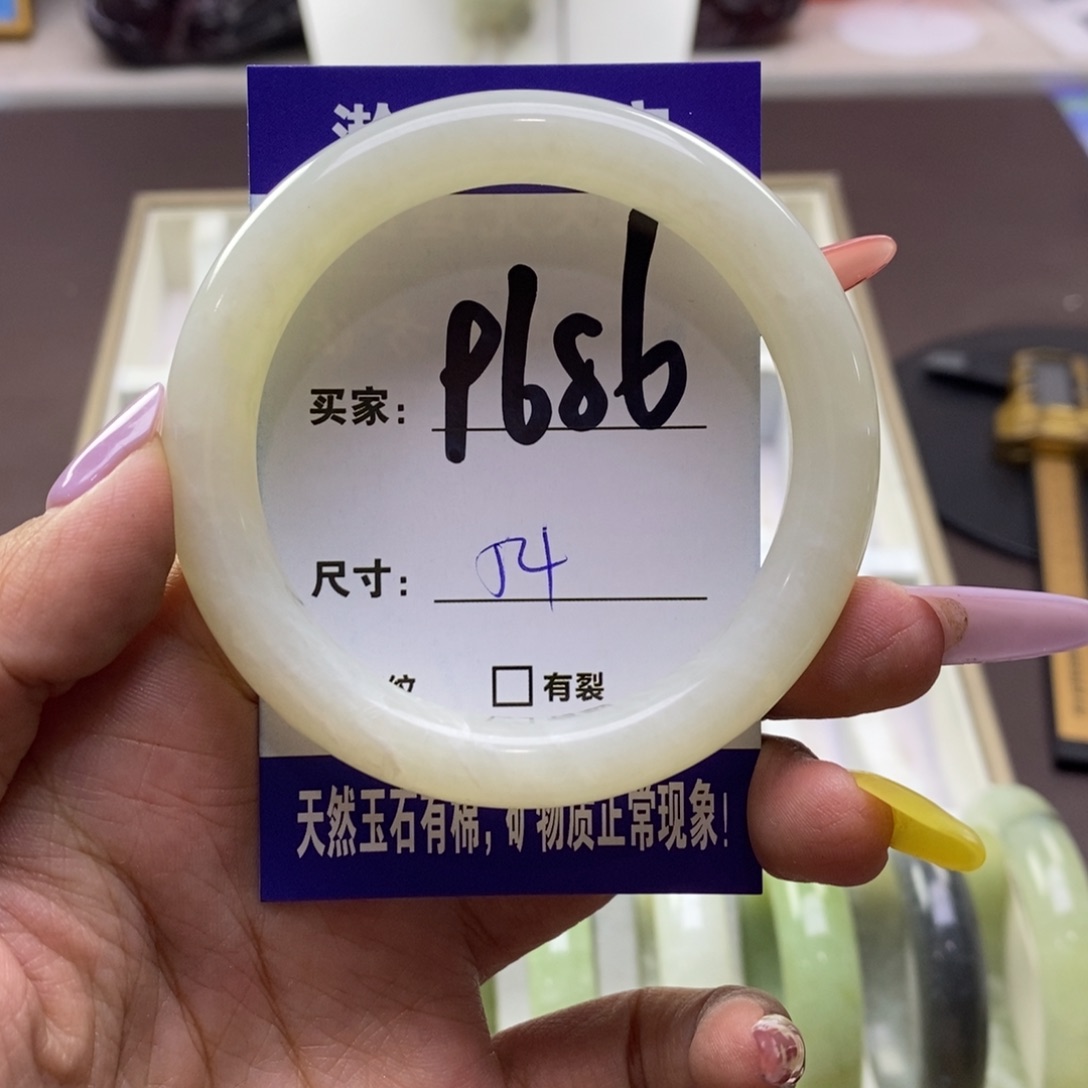 买家： P686
尺寸： 54
纹 □ 有裂
天然玉石有棉，矿物质正常现象！